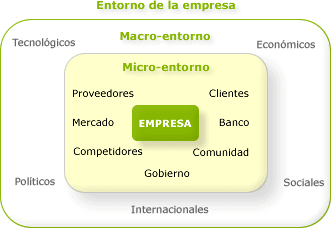 Entorno de la empresa
Macro-entorno
Tecnológicos
Económicos
Micro-entorno
Proveedores
Clientes
Mercado
EMPRESA
Banco
Competidores
Comunidad
Gobierno
Políticos
Sociales
Internacionales